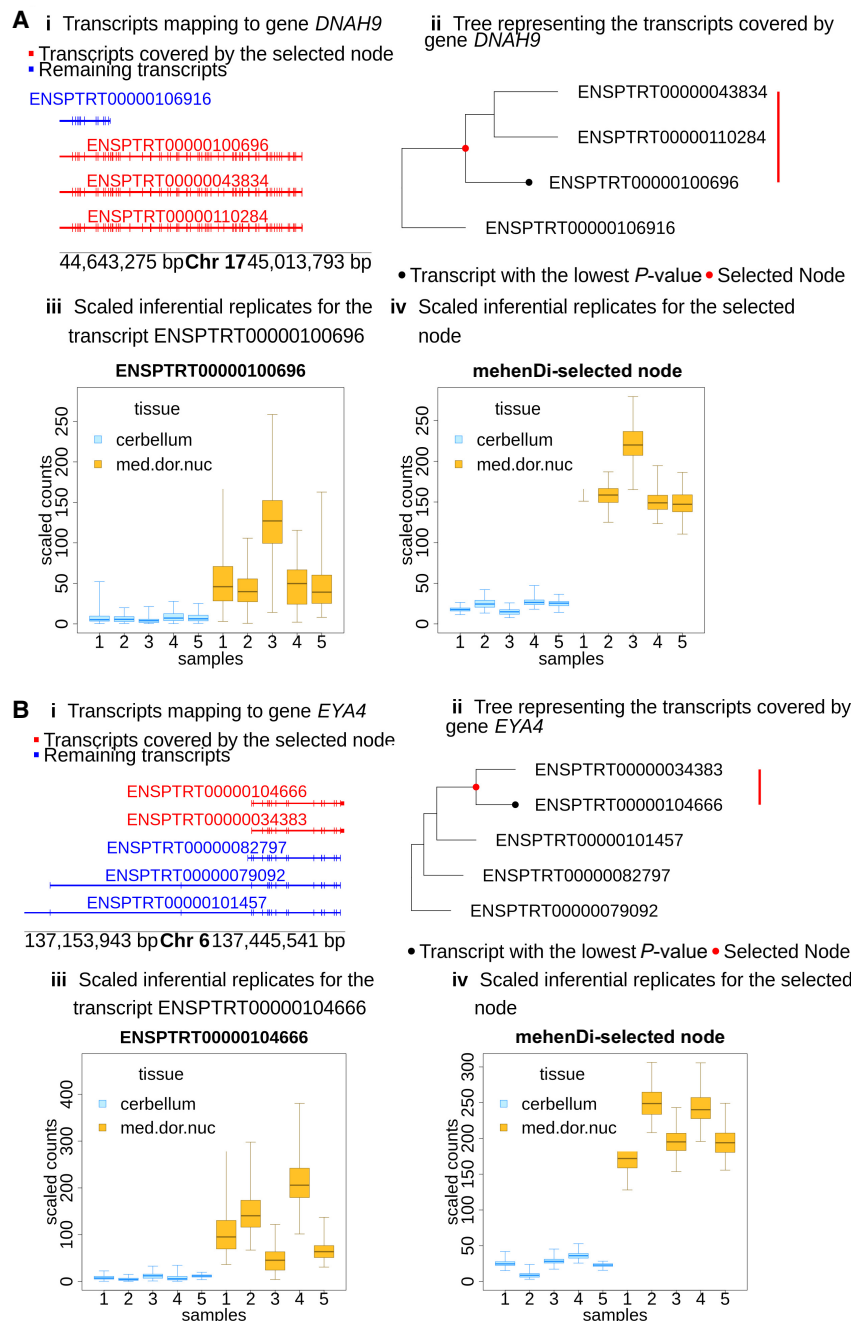 A
i Transcripts mapping to gene DNAH9
Transcripts covered by the selected node
Remaining transcripts
ENSPTRT00000106916
ENSPTRT00000100696
ENSPTRT00000043834
ENSPTRT00000110284
44,643,275 bp Chr 17 45,013,793 bp
ii Tree representing the transcripts covered by
gene DNAH9
ENSPTRT00000043834
ENSPTRT00000110284
ENSPTRT00000100696
ENSPTRT00000106916
Transcript with the lowest P-value Selected Node
iii Scaled inferential replicates for the
transcript ENSPTRT00000100696
ENSPTRT00000100696
tissue
cerbellum
med.dor.nuc
scaled counts
0 50 100 150 200 250
1 2 3 4 5 1 2 3 4 5
samples
iv Scaled inferential replicates for the selected
node
mehenDi-selected node
tissue
cerbellum
med.dor.nuc
scaled counts
0 50 100 150 200 250
1 2 3 4 5 1 2 3 4 5
samples
B
i Transcripts mapping to gene EYA4
Transcripts covered by the selected node
Remaining transcripts
ENSPTRT00000104666
ENSPTRT00000034383
ENSPTRT00000082797
ENSPTRT00000079092
ENSPTRT00000101457
137,153,943 bp Chr 6 137,445,541 bp
ii Tree representing the transcripts covered by
gene EYA4
ENSPTRT00000034383
ENSPTRT00000104666
ENSPTRT00000101457
ENSPTRT00000082797
ENSPTRT00000079092
Transcript with the lowest P-value Selected Node
iii Scaled inferential replicates for the
transcript ENSPTRT00000104666
ENSPTRT00000104666
tissue
cerbellum
med.dor.nuc
scaled counts
0 100 200 300 400
1 2 3 4 5 1 2 3 4 5
samples
iv Scaled inferential replicates for the selected
node
mehenDi-selected node
tissue
cerbellum
med.dor.nuc
scaled counts
0 50 100 150 200 250 300
1 2 3 4 5 1 2 3 4 5
samples